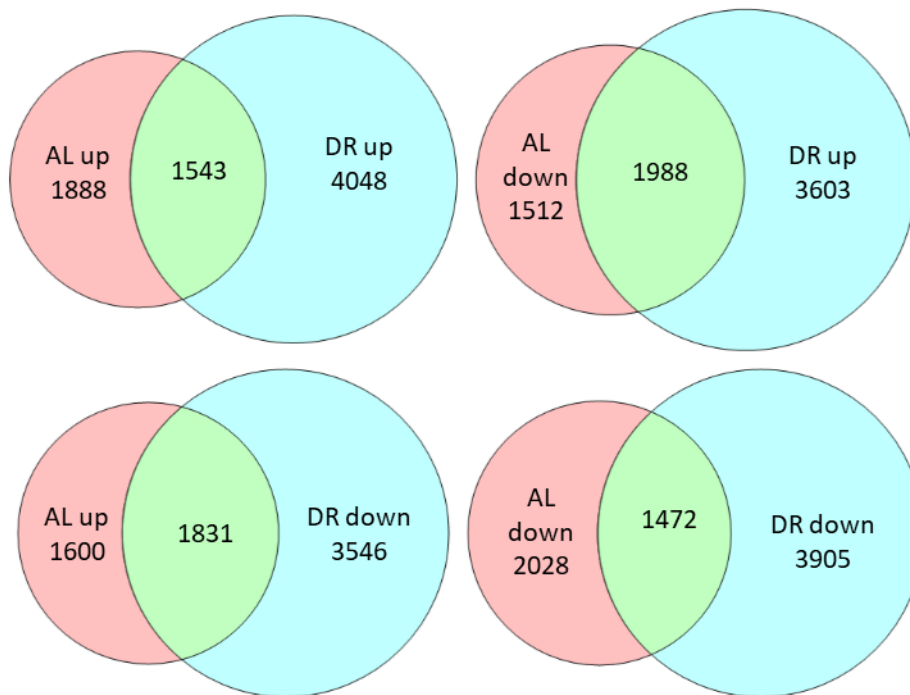 AL up
1888
1543
DR up
4048
AL
down
1512
1988
DR up
3603
AL up
1600
1831
DR down
3546
AL
down
2028
1472
DR down
3905